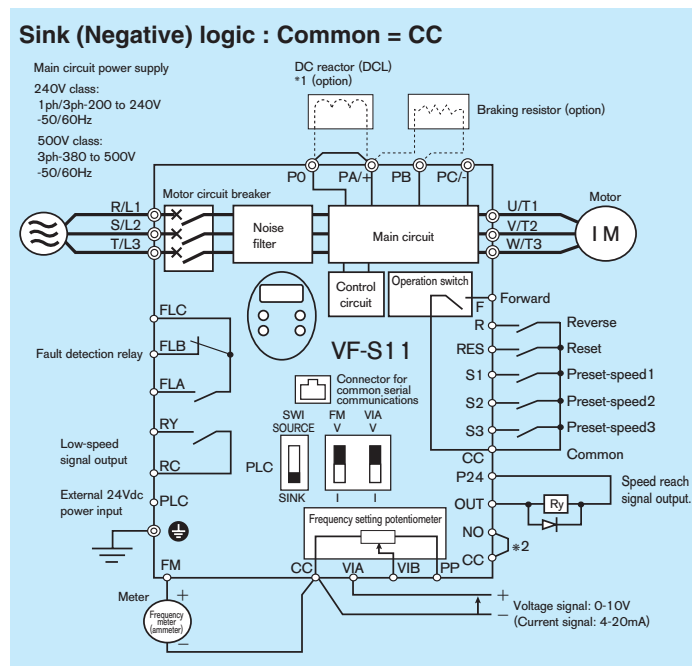 Sink (Negative) logic : Common = CC
Main circuit power supply
240V class:
1ph/3ph-200 to 240V
-50/60Hz
500V class:
3ph-380 to 500V
-50/60Hz
DC reactor (DCL)
*1 (option)
Braking resistor (option)
P0
PA/+
PB
PC/-
Motor circuit breaker
R/L1
S/L2
T/L3
Noise
filter
Main circuit
U/T1
V/T2
W/T3
Motor
I M
Control
circuit
Operation switch
F
Forward
R
Reverse
RES
Reset
S1
Preset-speed1
S2
Preset-speed2
S3
Preset-speed3
CC
Common
FLC
FLB
FLA
Fault detection relay
RY
RC
Low-speed
signal output
VF-S11
Connector for
common serial
communications
SWI
SOURCE
FM
V
VIA
V
PLC
SINK
I
I
External 24Vdc
power input
PLC
P24
OUT
Ry
Speed reach
signal output.
NO
CC
*2
Frequency setting potentiometer
FM
CC
VIA
VIB
PP
Meter
+
Frequency
meter
(ammeter)
−
+
−
Voltage signal: 0-10V
(Current signal: 4-20mA)